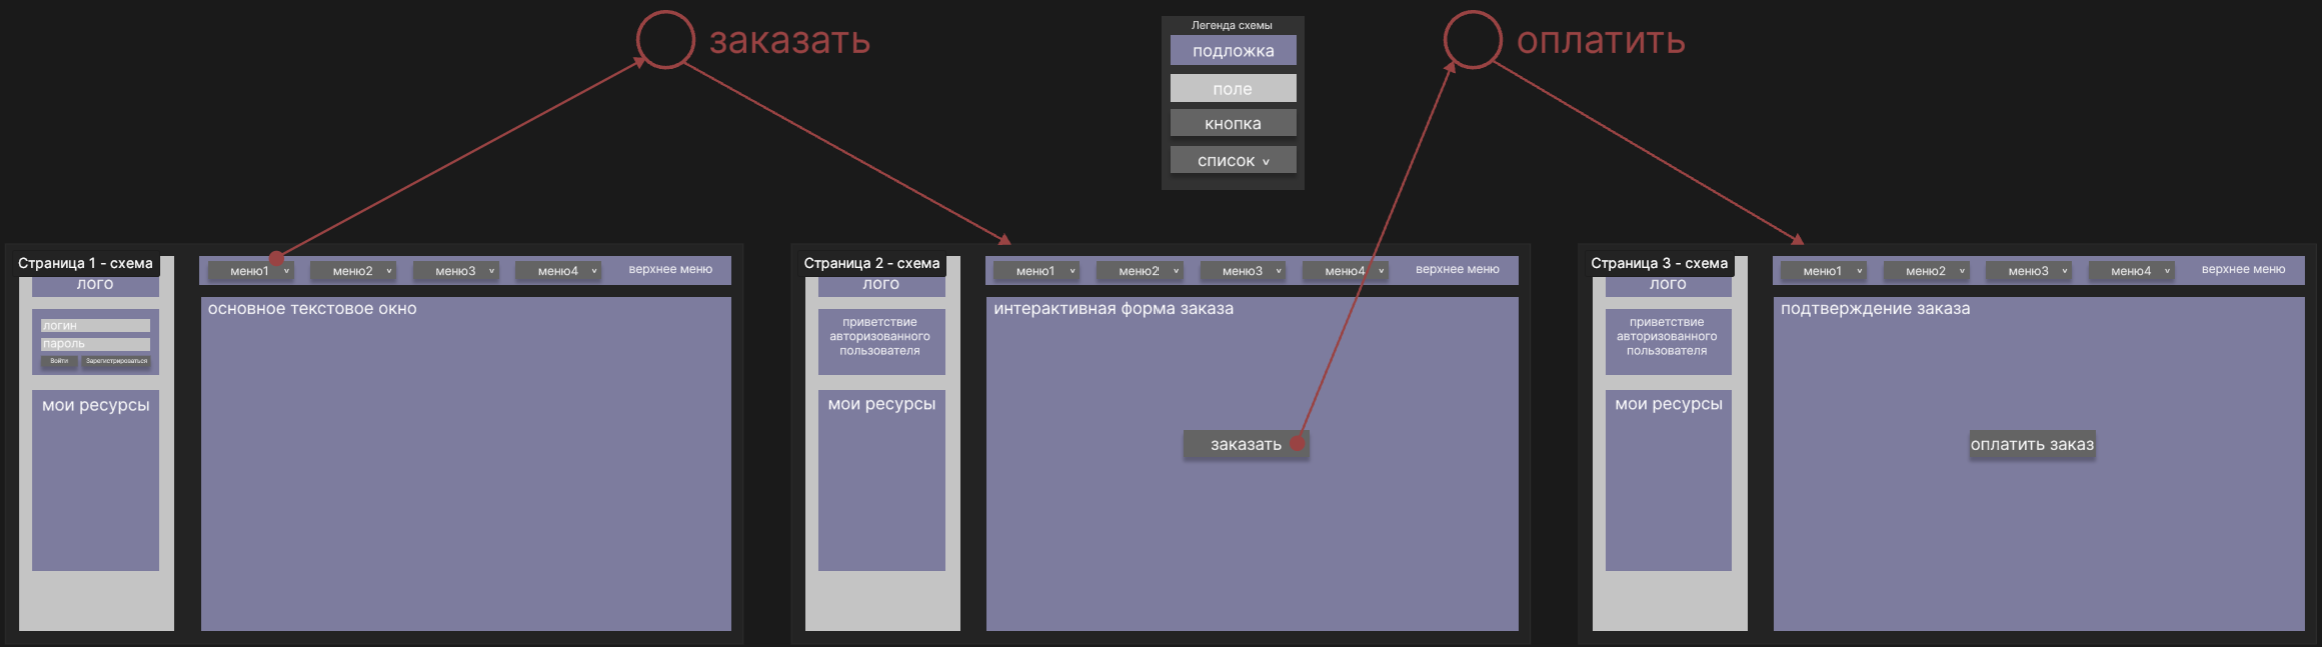 заказать
Легенда схемы
подложка
поле
кнопка
список
оплатить
Страница 1 - схема
лого
логин
пароль
Войти Зарегистрироваться
мои ресурсы
меню1 меню2 меню3 меню4 верхнее меню
основное текстовое окно
Страница 2 - схема
лого
приветствие
авторизованного
пользователя
мои ресурсы
меню1 меню2 меню3 меню4 верхнее меню
интерактивная форма заказа
заказать
Страница 3 - схема
лого
приветствие
авторизованного
пользователя
мои ресурсы
меню1 меню2 меню3 меню4 верхнее меню
подтверждение заказа
оплатить заказ